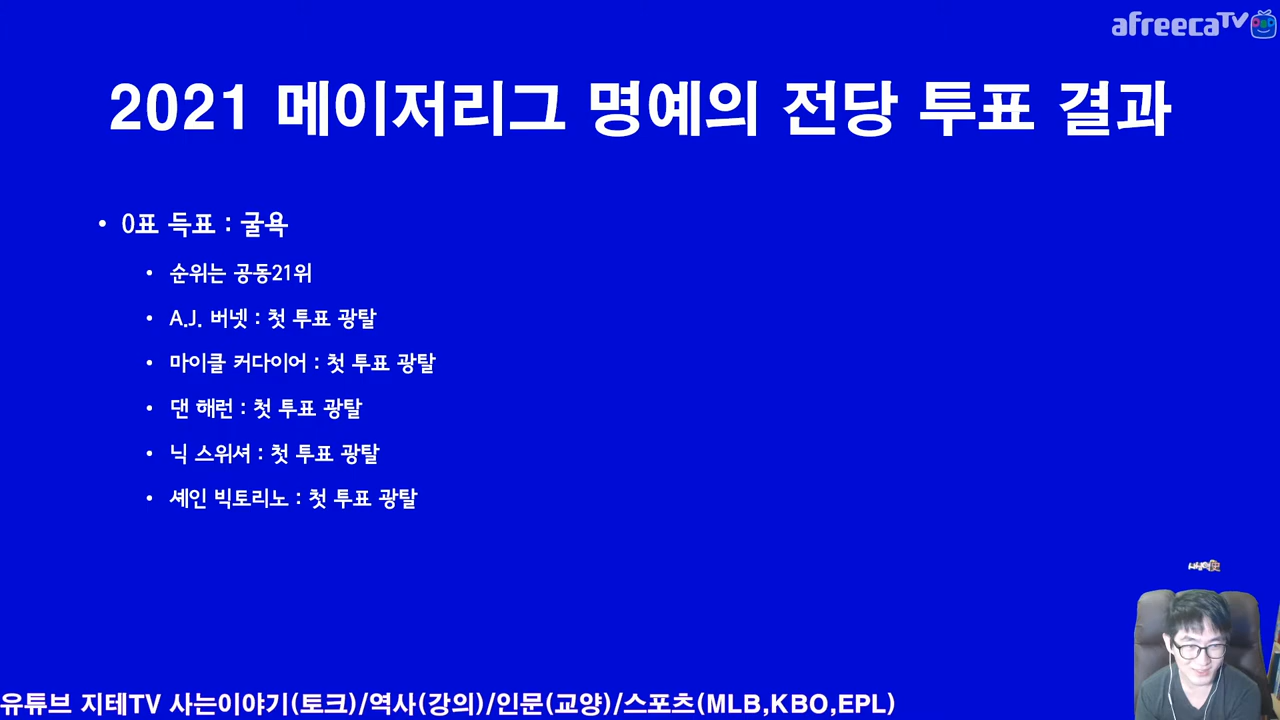 afreecaTV
2021 메이저리그 명예의 전당 투표 결과
• 0표 득표 : 굴욕
• 순위는 공동21위
• A.J. 버넷 : 첫 투표 광탈
• 마이클 커다이어 : 첫 투표 광탈
• 댄 해런 : 첫 투표 광탈
• 닉 스위셔 : 첫 투표 광탈
• 셰인 빅토리노 : 첫 투표 광탈
유튜브 지테TV 사는이야기(토크)/역사(강의)/인문(교양)/스포츠(MLB,KBO,EPL)